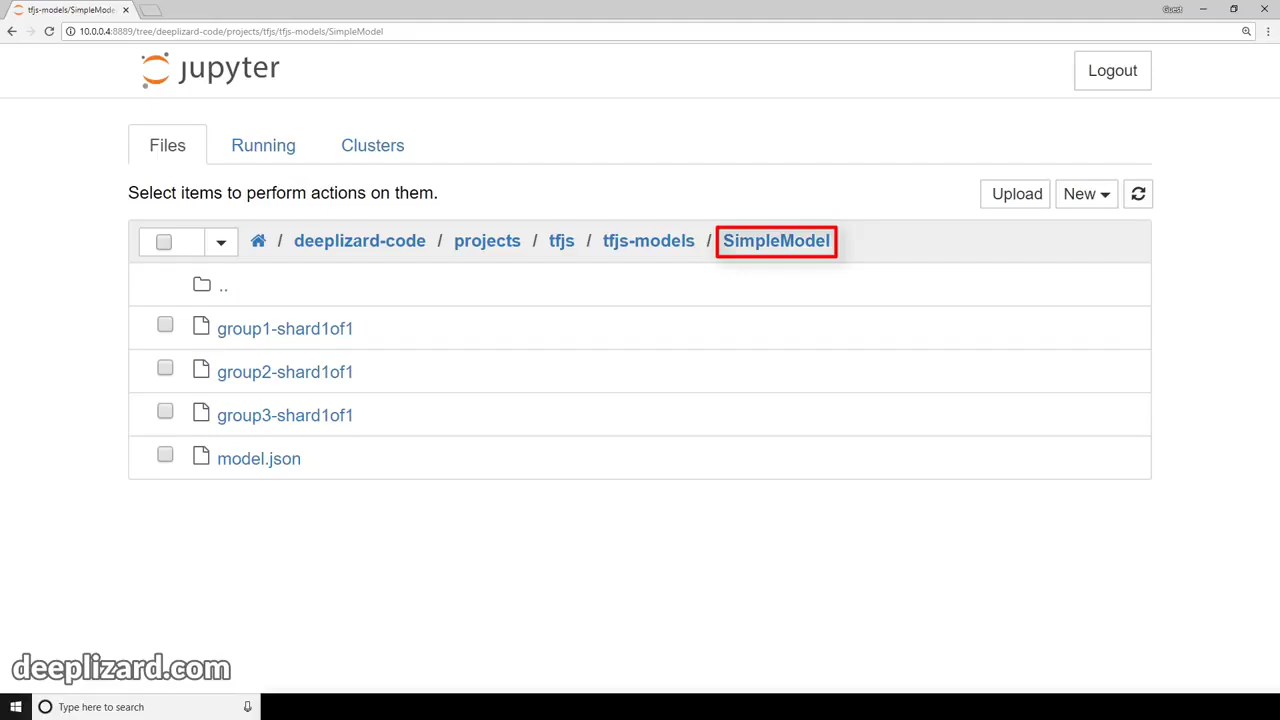 tfjs-models/SimpleMode
Guest
10.0.0.4:8889/tree/deeplizard-code/projects/tfjs/tfjs-models/SimpleModel
jupyter
Logout
Files Running Clusters
Select items to perform actions on them.
Upload New
/ deeplizard-code / projects / tfjs / tfjs-models / SimpleModel
..
group1-shard1of1
group2-shard1of1
group3-shard1of1
model.json
deeplizard.com
Type here to search